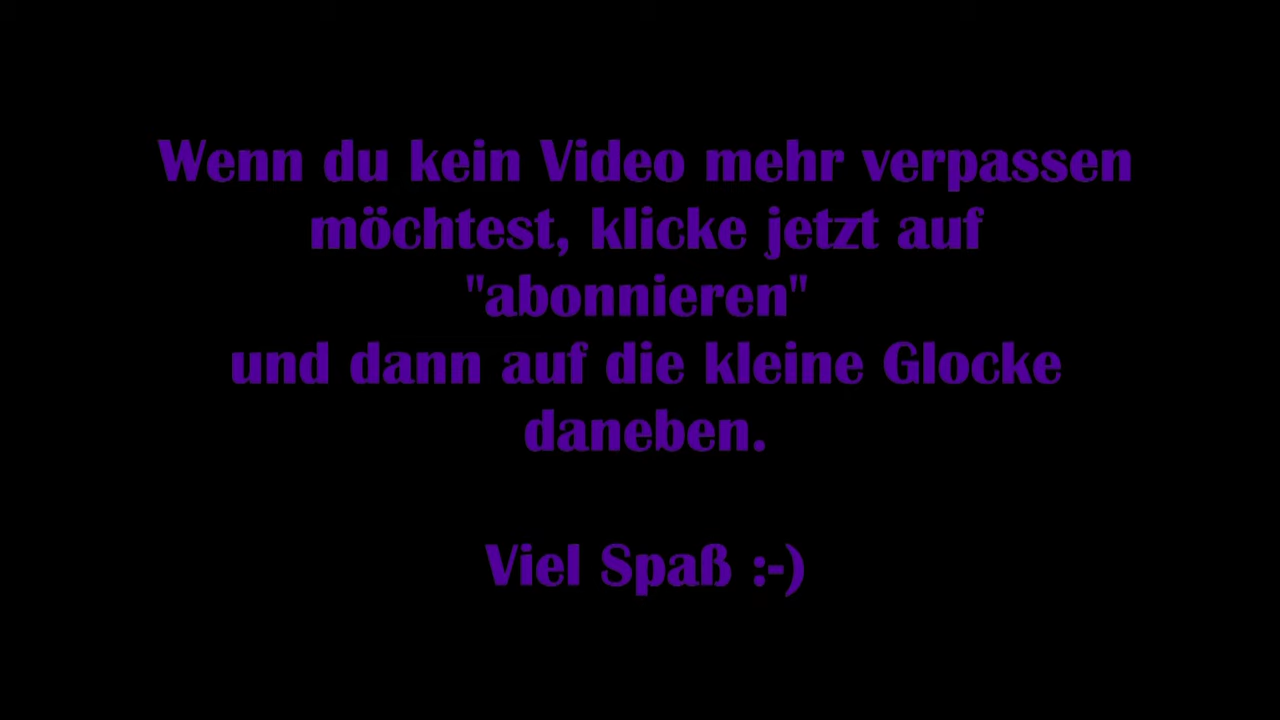 Wenn du kein Video mehr verpassen
möchtest, klicke jetzt auf
"abonnieren"
und dann auf die kleine Glocke
daneben.
Viel Spaß :-)